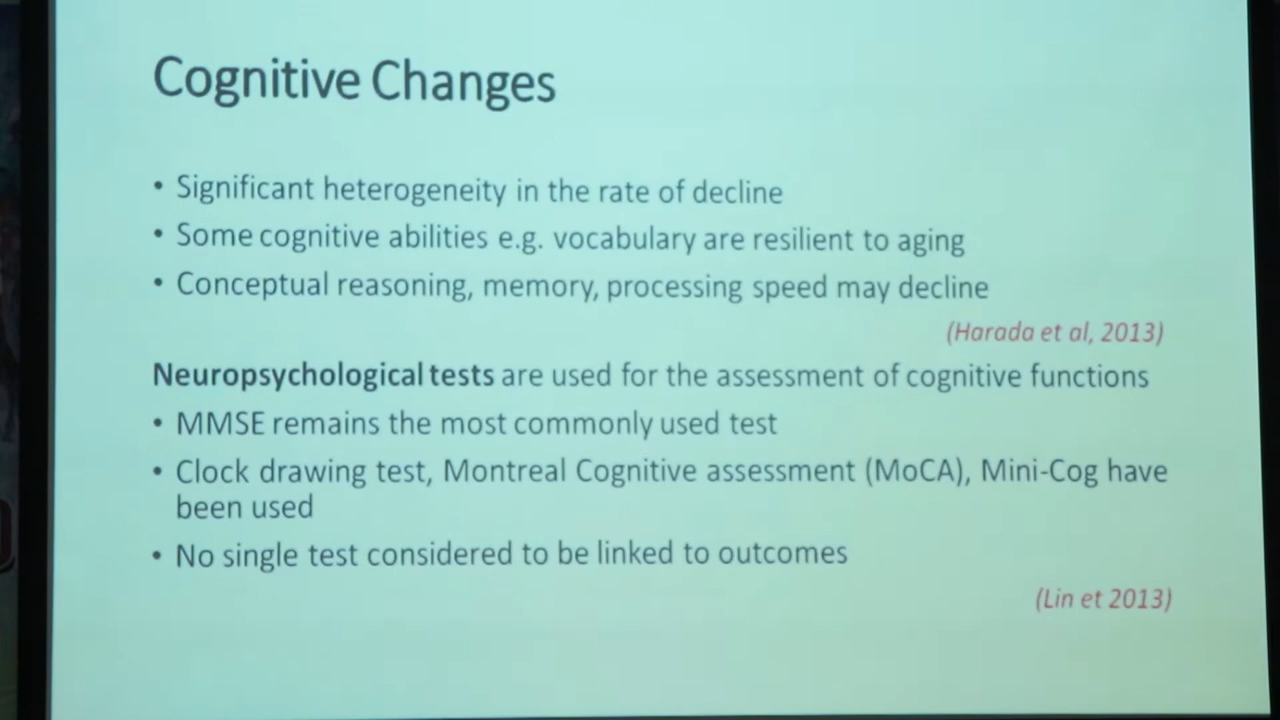 Cognitive Changes
• Significant heterogeneity in the rate of decline
• Some cognitive abilities e.g. vocabulary are resilient to aging
• Conceptual reasoning, memory, processing speed may decline
(Harada et al, 2013)
Neuropsychological tests are used for the assessment of cognitive functions
• MMSE remains the most commonly used test
• Clock drawing test, Montreal Cognitive assessment (MoCA), Mini-Cog have
been used
• No single test considered to be linked to outcomes
(Lin et 2013)